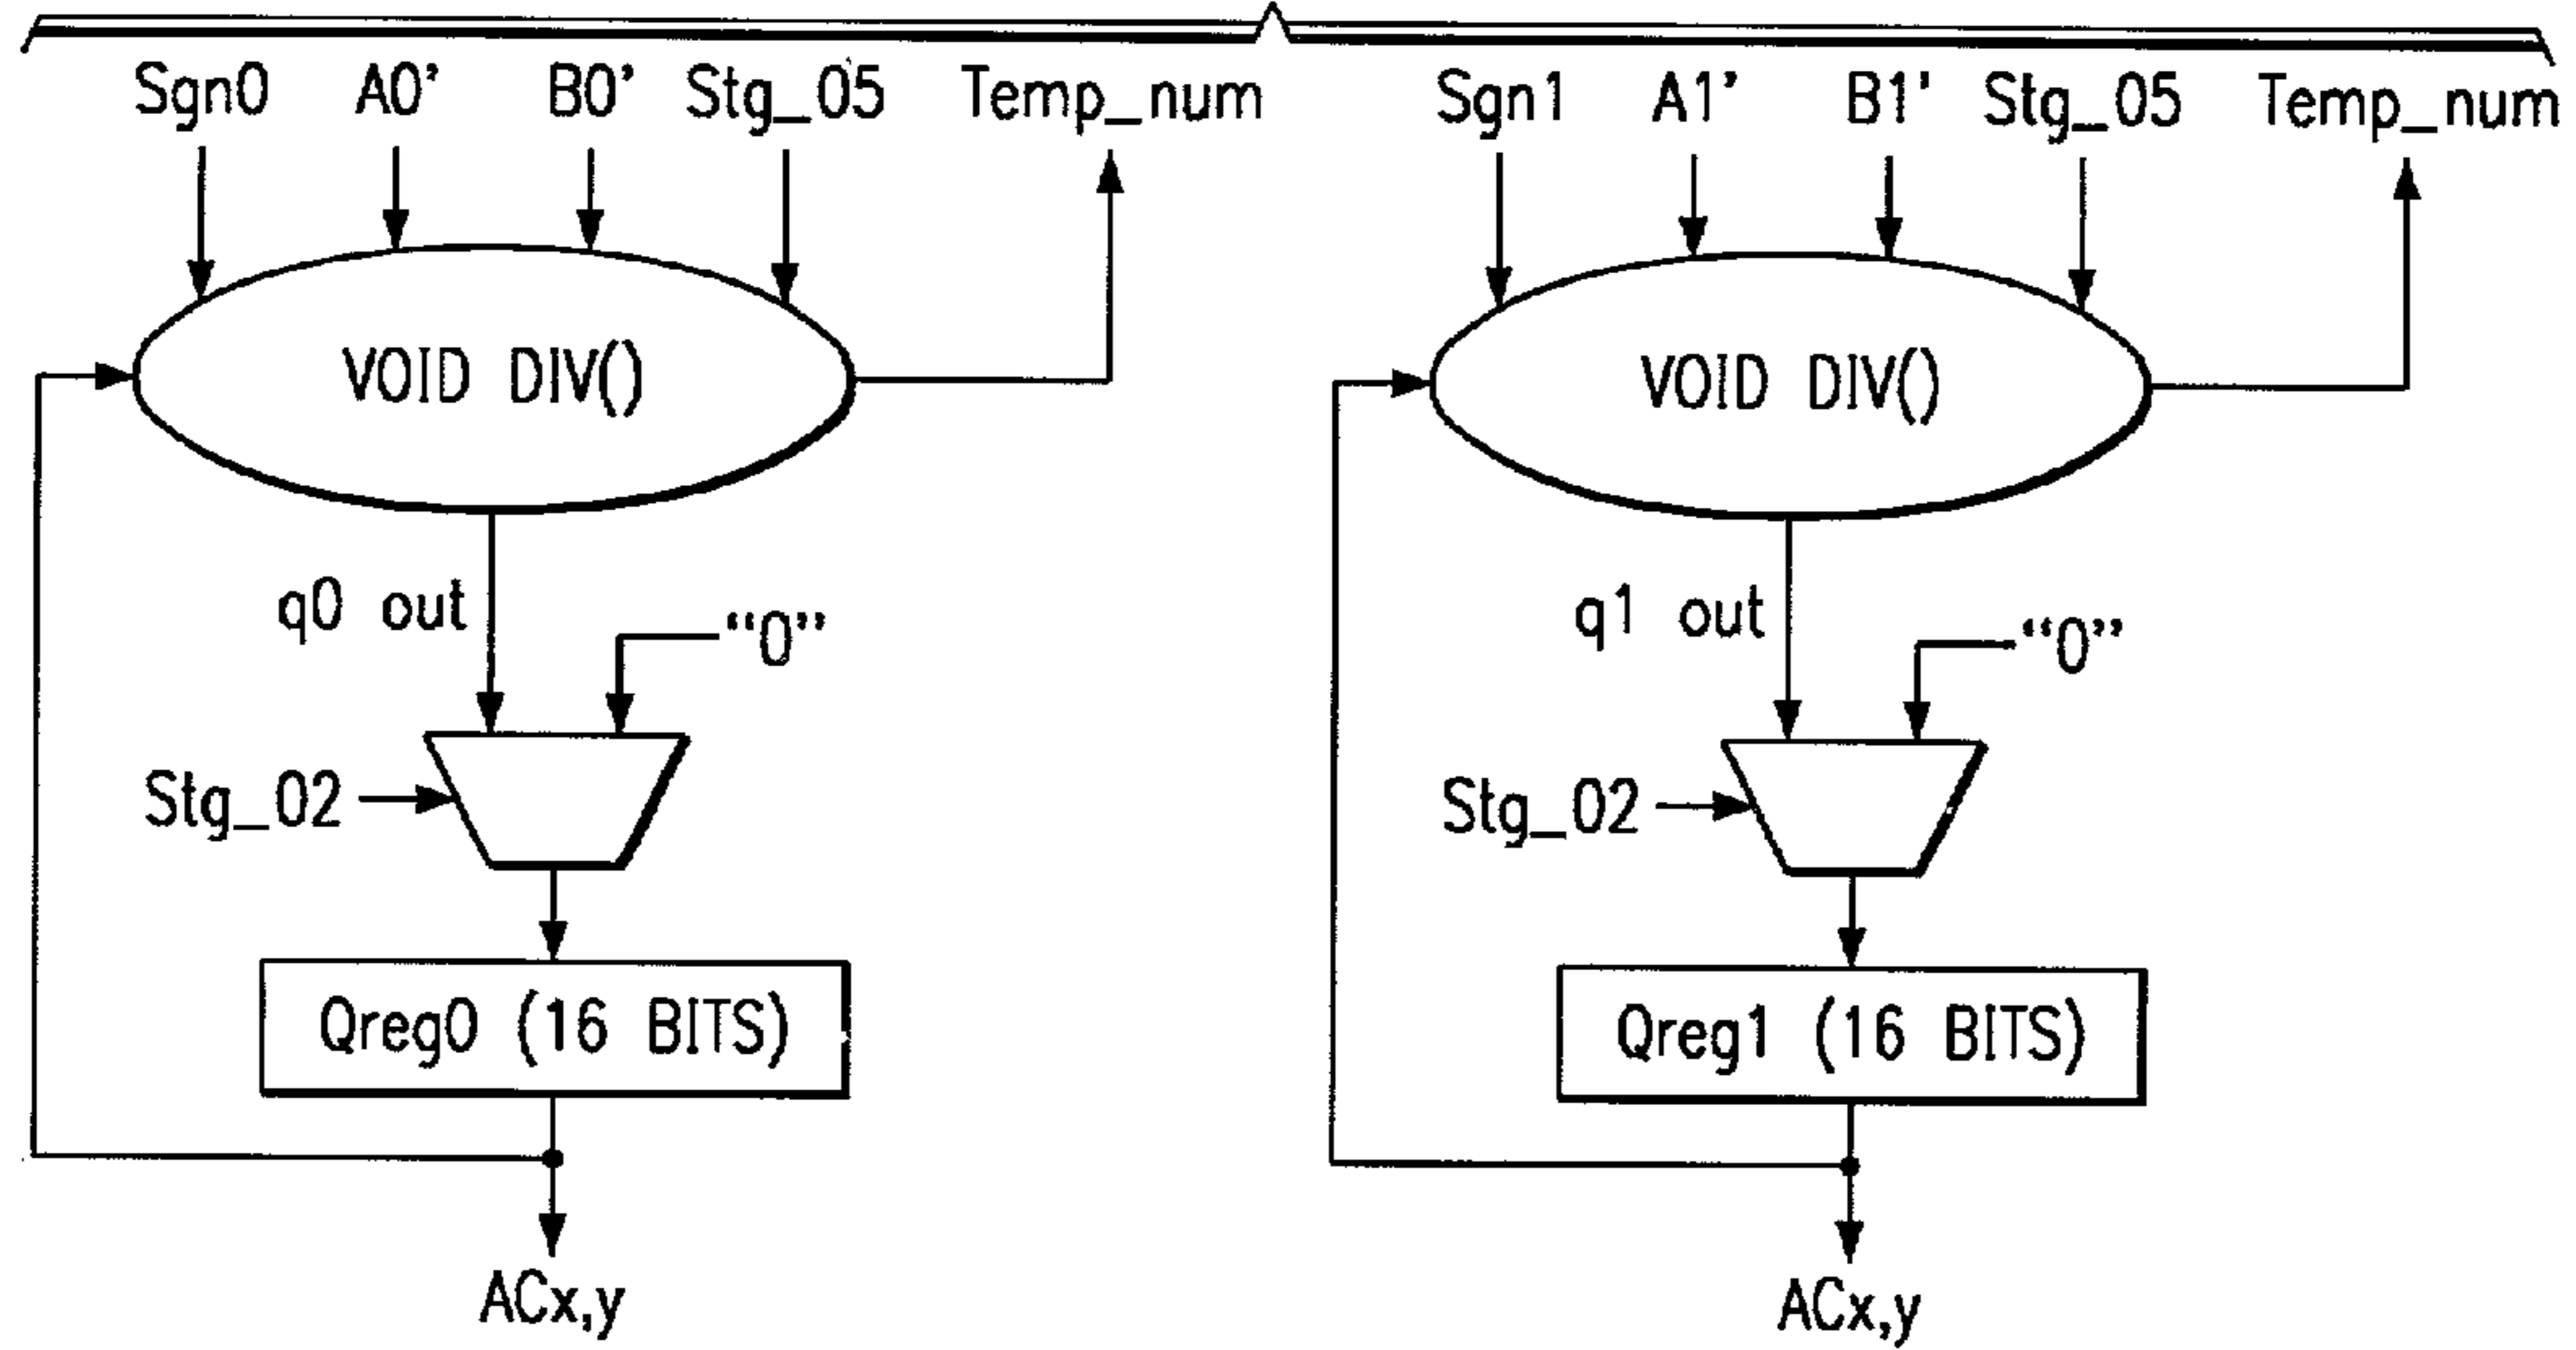 Sgn0 A0’ B0’ Stg_05 Temp_num Sgn1 A1’ B1’ Stg_05 Temp_num
VOID DIV() VOID DIV()
q0 out “0” q1 out “0”
Stg_02 Stg_02
Qreg0 (16 BITS) Qreg1 (16 BITS)
ACx,y ACx,y